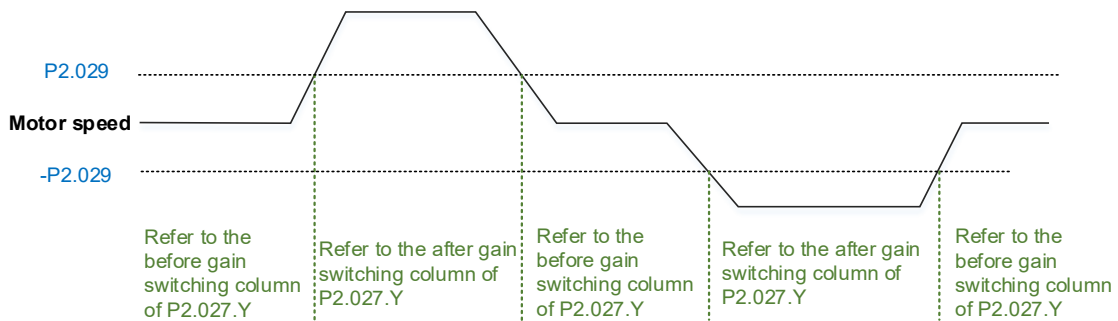 P2.029
Motor speed
-P2.029
Refer to the
before gain
switching column
of P2.027.Y
Refer to the after gain
switching column of
P2.027.Y
Refer to the
before gain
switching column
of P2.027.Y
Refer to the after gain
switching column of
P2.027.Y
Refer to the
before gain
switching column
of P2.027.Y